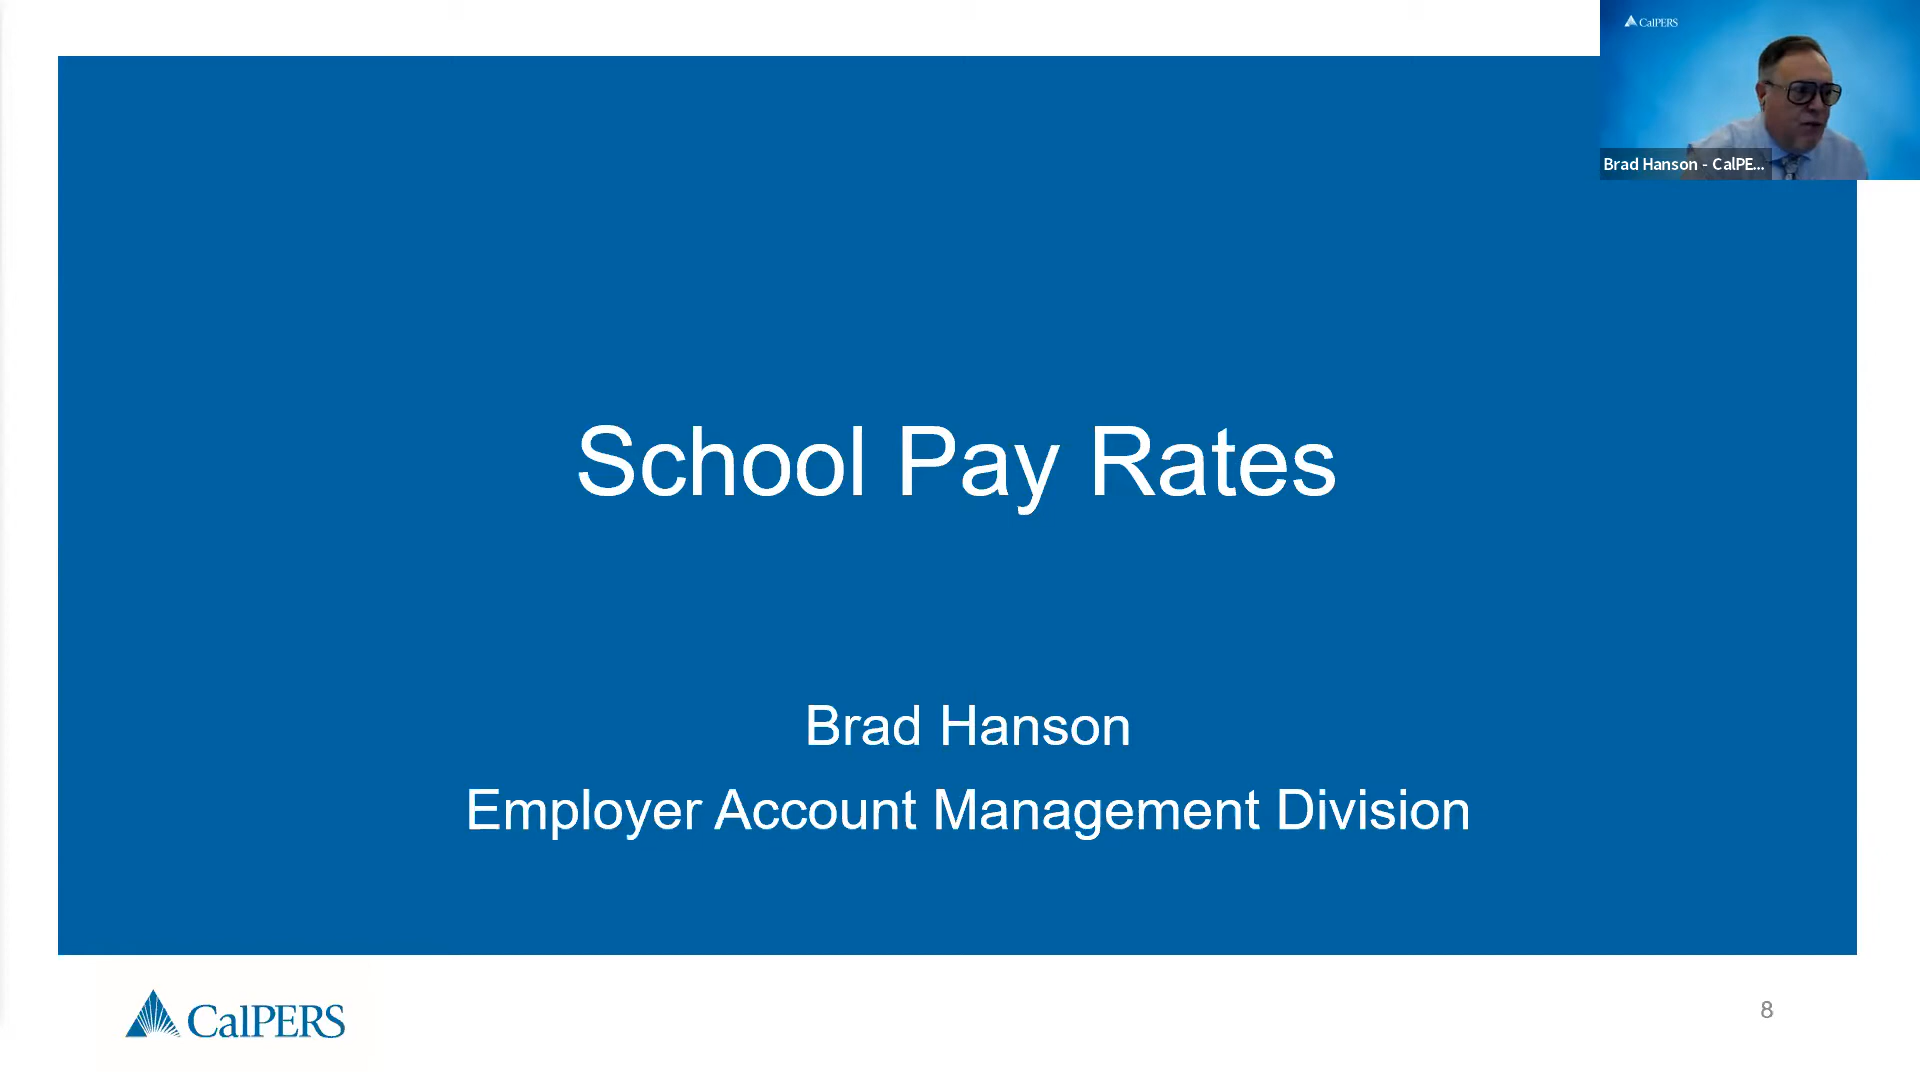 CalPERS
Brad Hanson - CalPE...
School Pay Rates
Brad Hanson
Employer Account Management Division
CalPERS
8